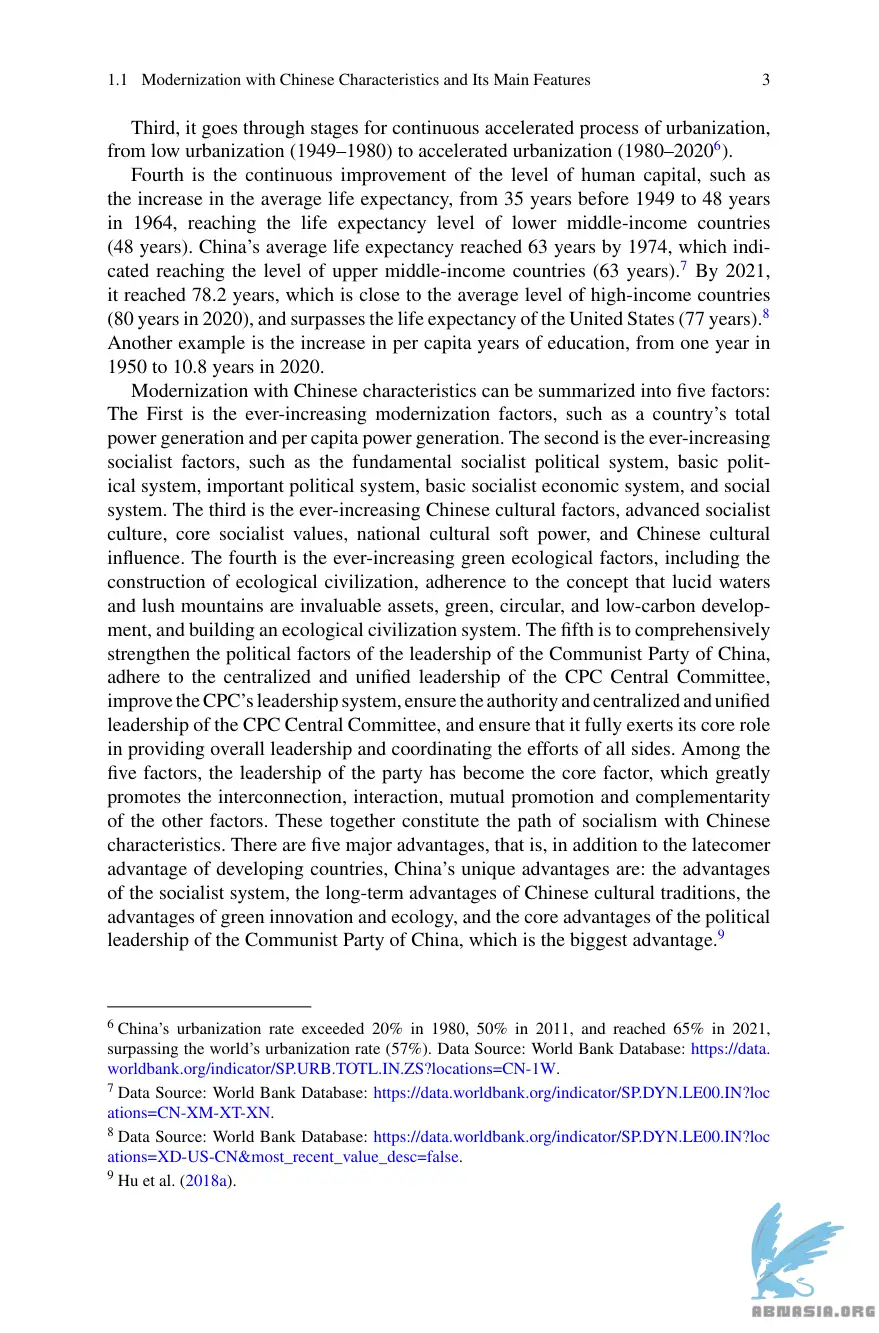 1.1 Modernization with Chinese Characteristics and Its Main Features 3
Third, it goes through stages for continuous accelerated process of urbanization,
from low urbanization (1949–1980) to accelerated urbanization (1980–2020⁶).
Fourth is the continuous improvement of the level of human capital, such as
the increase in the average life expectancy, from 35 years before 1949 to 48 years
in 1964, reaching the life expectancy level of lower middle-income countries
(48 years). China's average life expectancy reached 63 years by 1974, which indi-
cated reaching the level of upper middle-income countries (63 years).⁷ By 2021,
it reached 78.2 years, which is close to the average level of high-income countries
(80 years in 2020), and surpasses the life expectancy of the United States (77 years).⁸
Another example is the increase in per capita years of education, from one year in
1950 to 10.8 years in 2020.
Modernization with Chinese characteristics can be summarized into five factors:
The First is the ever-increasing modernization factors, such as a country's total
power generation and per capita power generation. The second is the ever-increasing
socialist factors, such as the fundamental socialist political system, basic polit-
ical system, important political system, basic socialist economic system, and social
system. The third is the ever-increasing Chinese cultural factors, advanced socialist
culture, core socialist values, national cultural soft power, and Chinese cultural
influence. The fourth is the ever-increasing green ecological factors, including the
construction of ecological civilization, adherence to the concept that lucid waters
and lush mountains are invaluable assets, green, circular, and low-carbon develop-
ment, and building an ecological civilization system. The fifth is to comprehensively
strengthen the political factors of the leadership of the Communist Party of China,
adhere to the centralized and unified leadership of the CPC Central Committee,
improve the CPC's leadership system, ensure the authority and centralized and unified
leadership of the CPC Central Committee, and ensure that it fully exerts its core role
in providing overall leadership and coordinating the efforts of all sides. Among the
five factors, the leadership of the party has become the core factor, which greatly
promotes the interconnection, interaction, mutual promotion and complementarity
of the other factors. These together constitute the path of socialism with Chinese
characteristics. There are five major advantages, that is, in addition to the latecomer
advantage of developing countries, China's unique advantages are: the advantages
of the socialist system, the long-term advantages of Chinese cultural traditions, the
advantages of green innovation and ecology, and the core advantages of the political
leadership of the Communist Party of China, which is the biggest advantage.⁹
⁶ China's urbanization rate exceeded 20% in 1980, 50% in 2011, and reached 65% in 2021,
surpassing the world's urbanization rate (57%). Data Source: World Bank Database: https://data.
worldbank.org/indicator/SP.URB.TOTL.IN.ZS?locations=CN-1W.
⁷ Data Source: World Bank Database: https://data.worldbank.org/indicator/SP.DYN.LE00.IN?loc
ations=CN-XM-XT-XN.
⁸ Data Source: World Bank Database: https://data.worldbank.org/indicator/SP.DYN.LE00.IN?loc
ations=XD-US-CN&most_recent_value_desc=false.
⁹ Hu et al. (2018a).
ABNASIA.ORG